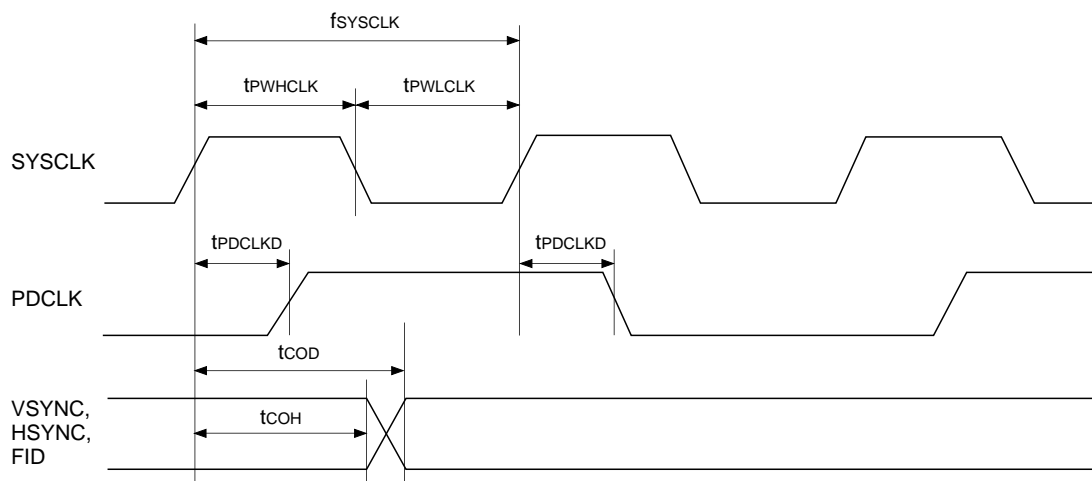 fSYSCLK
tPWHCLK tPWLCLK
SYSCLK
tPDCLKD tPDCLKD
PDCLK
tCOD
VSYNC,
HSYNC,
FID
tCOH